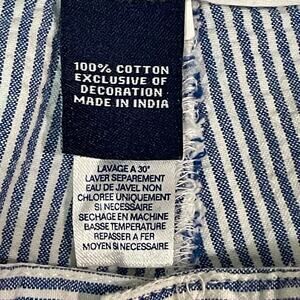 100% COTTON
EXCLUSIVE OF
DECORATION
MADE IN INDIA
LAVAGE A 30°
LAVER SEPAREMENT
EAU DE JAVEL NON
CHLOREE UNIQUEMENT
SI NECESSAIRE
SECHAGE EN MACHINE
BASSE TEMPERATURE
REPASSER A FER
MOYEN SI NECESSAIRE